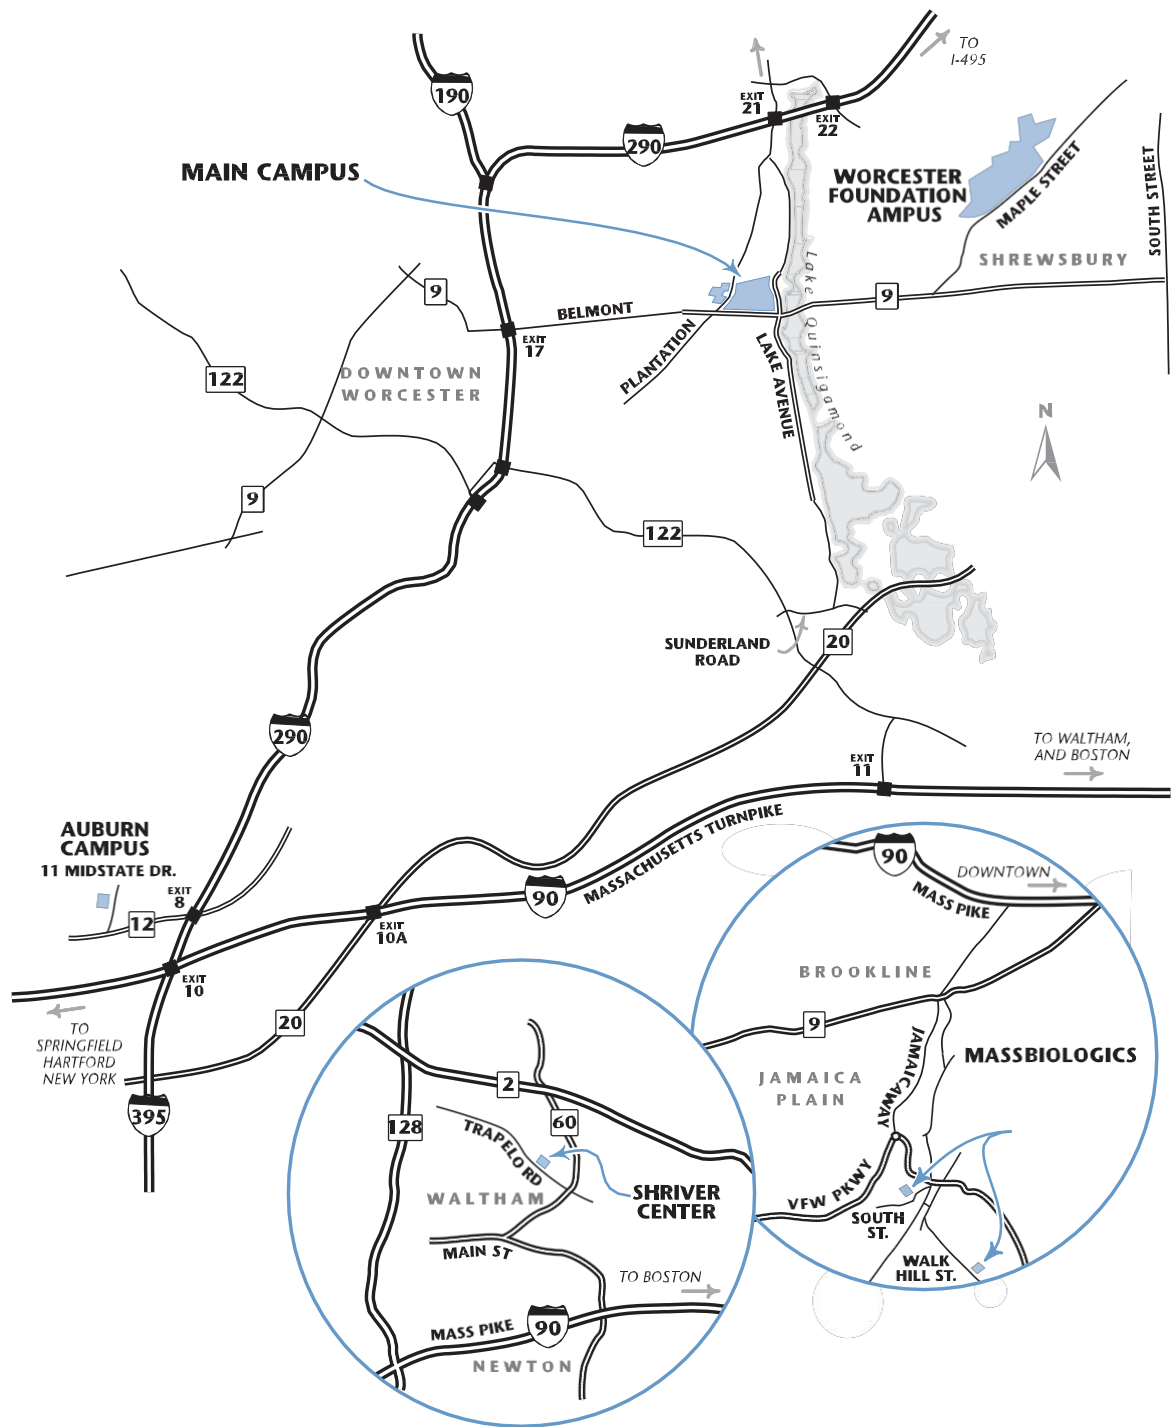 TO
I-495
190
EXIT
21
EXIT
22
290
MAIN CAMPUS
WORCESTER
FOUNDATION
AMPUS
MAPLE STREET
SOUTH STREET
SHREWSBURY
Lake Quinsigamond
9
BELMONT
9
EXIT
17
PLANTATION
LAKE AVENUE
DOWNTOWN
WORCESTER
122
N
9
122
SUNDERLAND
ROAD
20
290
TO WALTHAM,
AND BOSTON
EXIT
11
MASSACHUSETTS TURNPIKE
AUBURN
CAMPUS
11 MIDSTATE DR.
EXIT
8
12
90
EXIT
10A
EXIT
10
20
TO
SPRINGFIELD
HARTFORD
NEW YORK
395
90
DOWNTOWN
MASS PIKE
BROOKLINE
9
JAMAICAWAY
MASSBIOLOGICS
JAMAICA
PLAIN
VFW PKWY
SOUTH
ST.
WALK
HILL ST.
2
128
60
TRAPELO RD
WALTHAM
SHRIVER
CENTER
MAIN ST
TO BOSTON
MASS PIKE
90
NEWTON